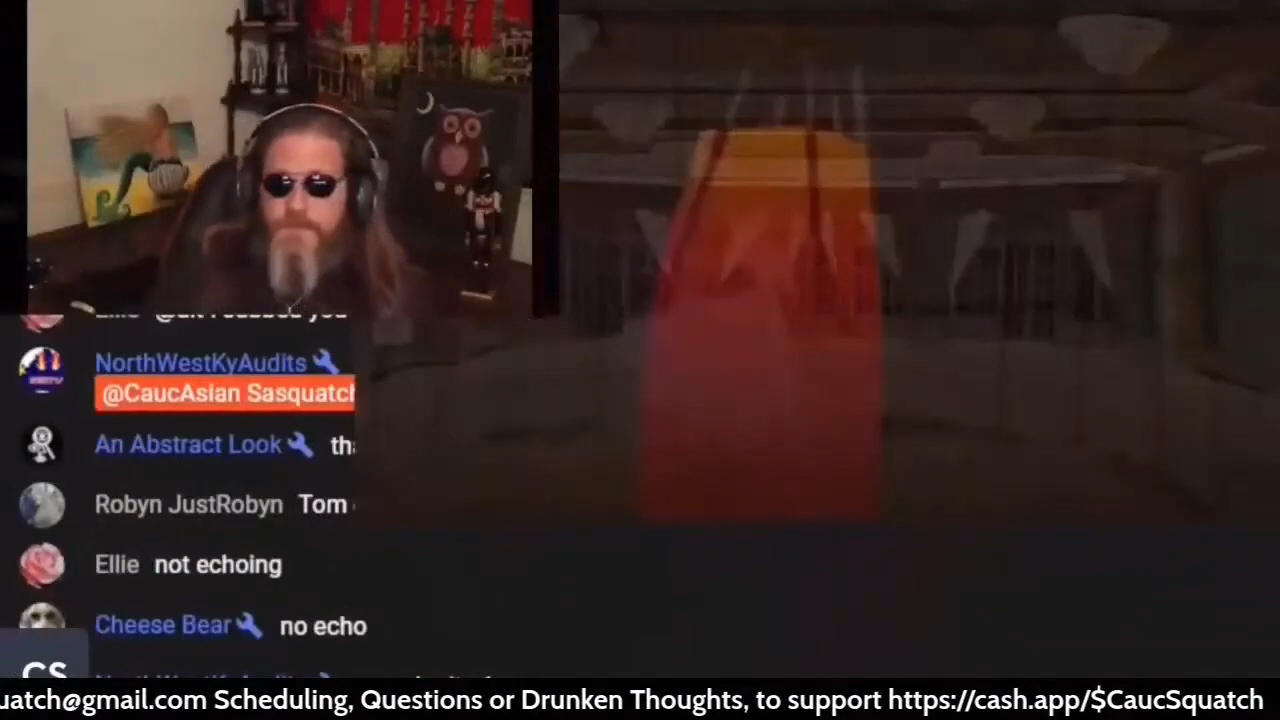 NorthWestKyAudits
@CaucAsian Sasquatch
An Abstract Look
Robyn JustRobyn Tom
Ellie not echoing
Cheese Bear no echo
CS
uatch@gmail.com Scheduling, Questions or Drunken Thoughts, to support https://cash.app/$CaucSquatch